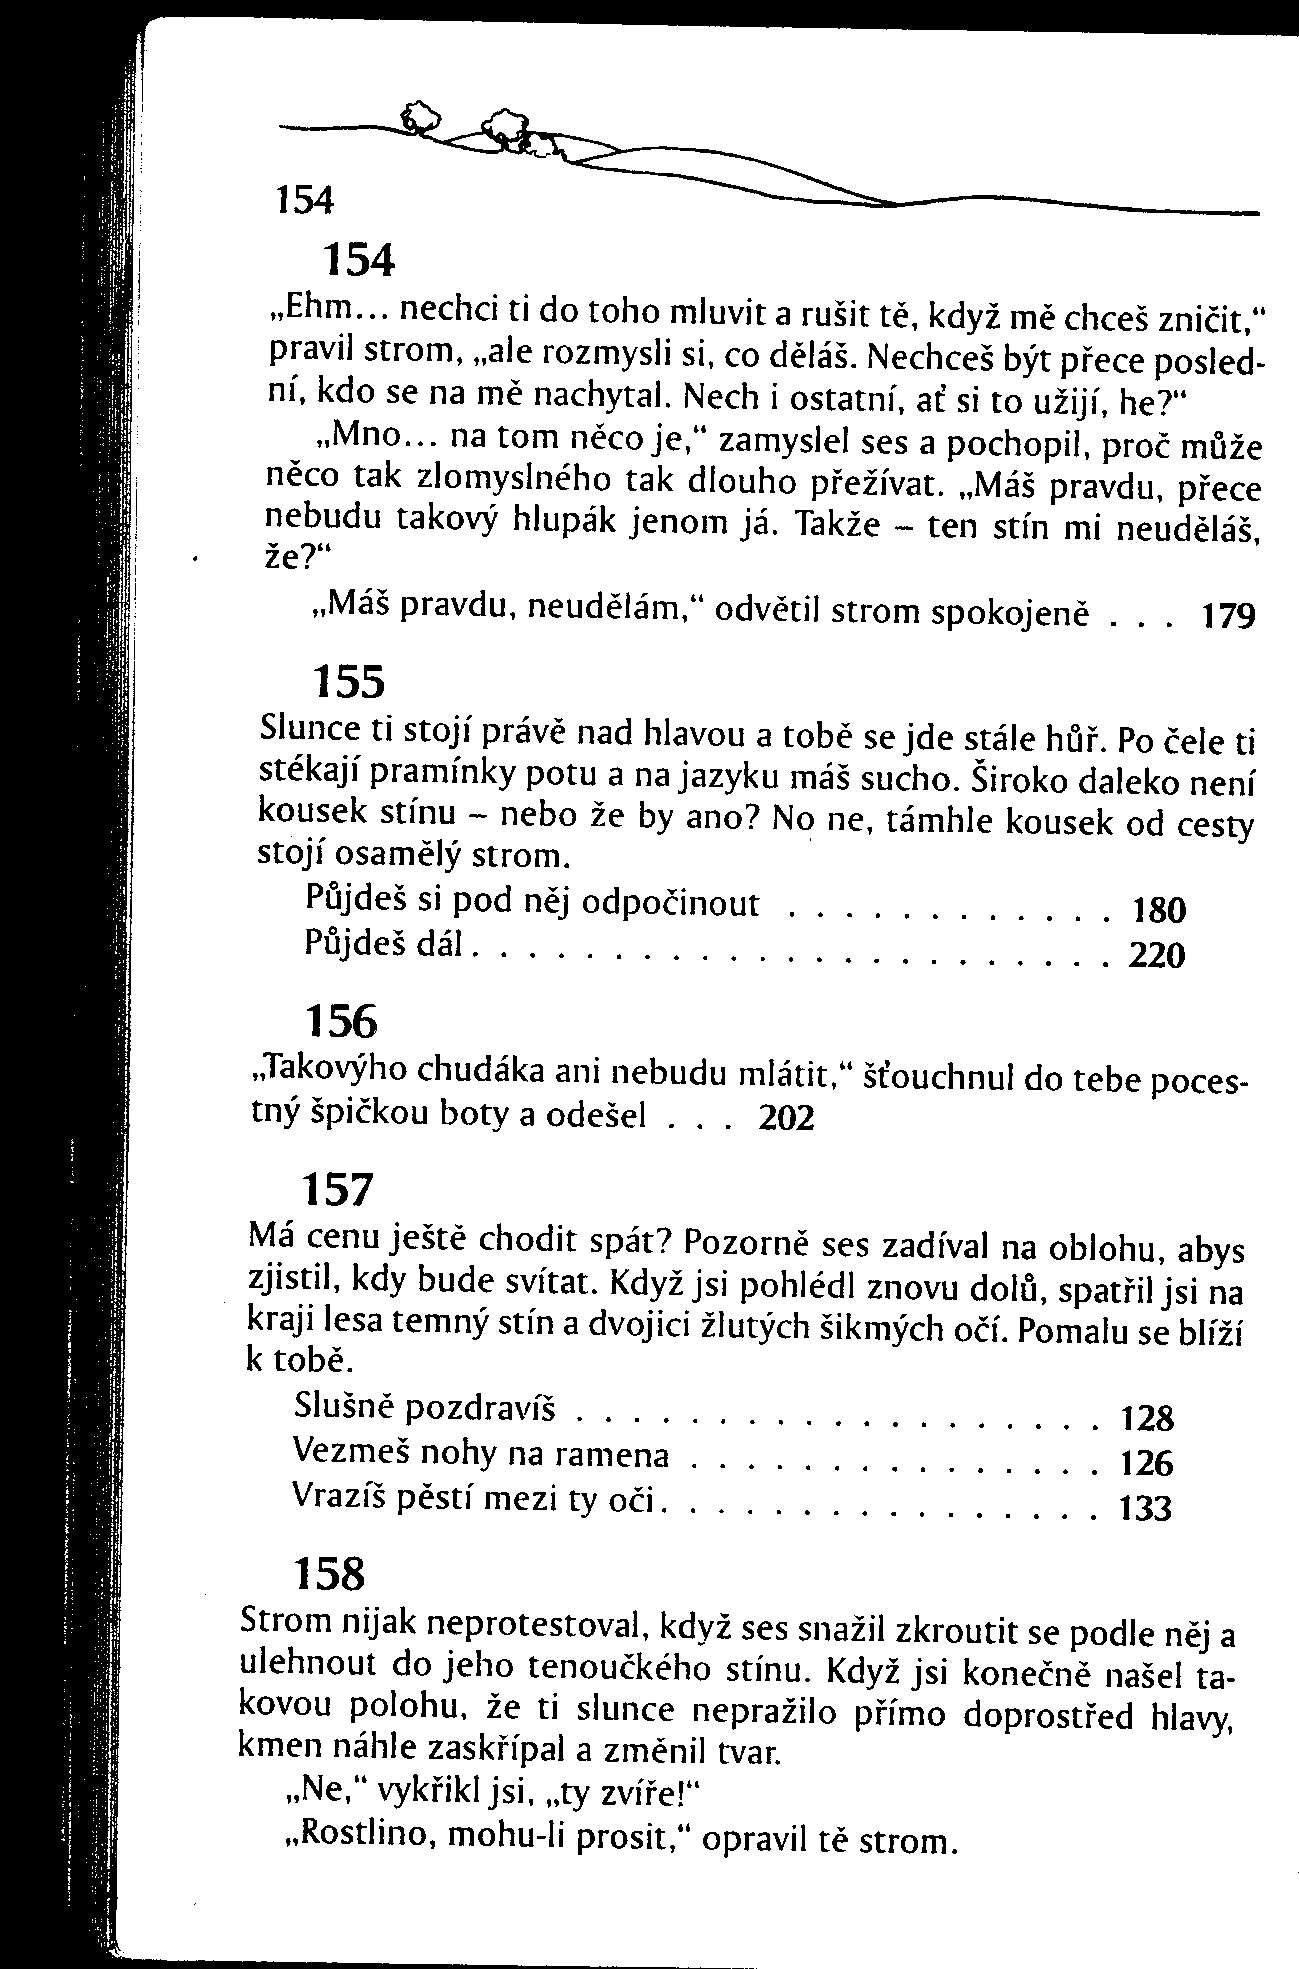 154
154
„Ehm... nechci ti do toho mluvit a rušit tě, když mě chceš zničit,“
pravil strom, „ale rozmysli si, co děláš. Nechceš být přece posled-
ní, kdo se na mě nachytal. Nech i ostatní, ať si to užijí, he?“
„Mno... na tom něco je,“ zamyslel ses a pochopil, proč může
něco tak zlomyslného tak dlouho přežívat. „Máš pravdu, přece
nebudu takový hlupák jenom já. Takže – ten stín mi neuděláš,
že?“
„Máš pravdu, neudělám,“ odvětil strom spokojeně . . . 179
155
Slunce ti stojí právě nad hlavou a tobě se jde stále hůř. Po čele ti
stékají pramínky potu a na jazyku máš sucho. Široko daleko není
kousek stínu – nebo že by ano? No ne, támhle kousek od cesty
stojí osamělý strom.
Půjdeš si pod něj odpočinout . . . . . . . . . . . . 180
Půjdeš dál. . . . . . . . . . . . . . . . . . . . . . . 220
156
„Takovýho chudáka ani nebudu mlátit,“ šťouchnul do tebe poces-
tný špičkou boty a odešel . . . 202
157
Má cenu ještě chodit spát? Pozorně ses zadíval na oblohu, abys
zjistil, kdy bude svítat. Když jsi pohlédl znovu dolů, spatřil jsi na
kraji lesa temný stín a dvojici žlutých šikmých očí. Pomalu se blíží
k tobě.
Slušně pozdravíš . . . . . . . . . . . . . . . . . . . 128
Vezmeš nohy na ramena . . . . . . . . . . . . . . . 126
Vrazíš pěstí mezi ty oči. . . . . . . . . . . . . . . . 133
158
Strom nijak neprotestoval, když ses snažil zkroutit se podle něj a
ulehnout do jeho tenoučkého stínu. Když jsi konečně našel ta-
kovou polohu, že ti slunce nepražilo přímo doprostřed hlavy,
kmen náhle zaskřípal a změnil tvar.
„Ne,“ vykřikl jsi, „ty zvíře!“
„Rostlino, mohu-li prosit,“ opravil tě strom.